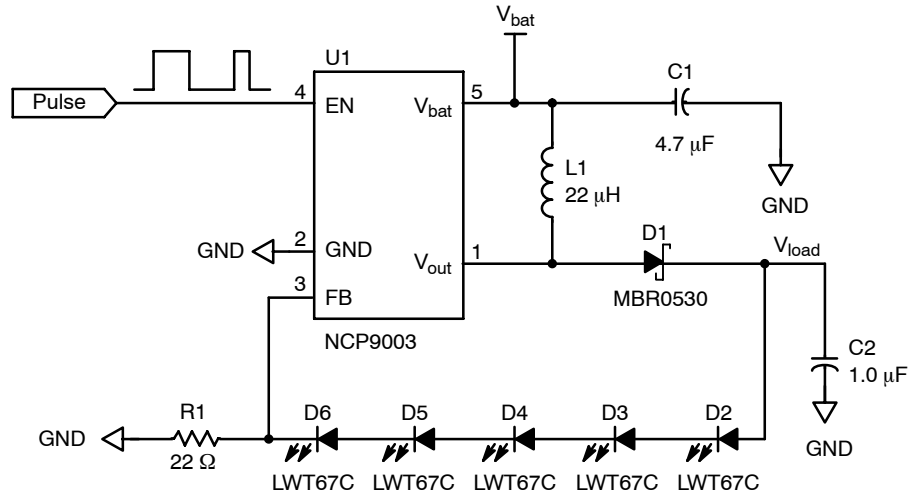 Vbat
U1
C1
Pulse
4
EN
Vbat
5
4.7 µF
L1
22 µH
GND
GND
2
GND
Vout
1
D1
Vload
3
FB
MBR0530
NCP9003
C2
1.0 µF
R1
D6
D5
D4
D3
D2
GND
GND
22 Ω
LWT67C
LWT67C
LWT67C
LWT67C
LWT67C